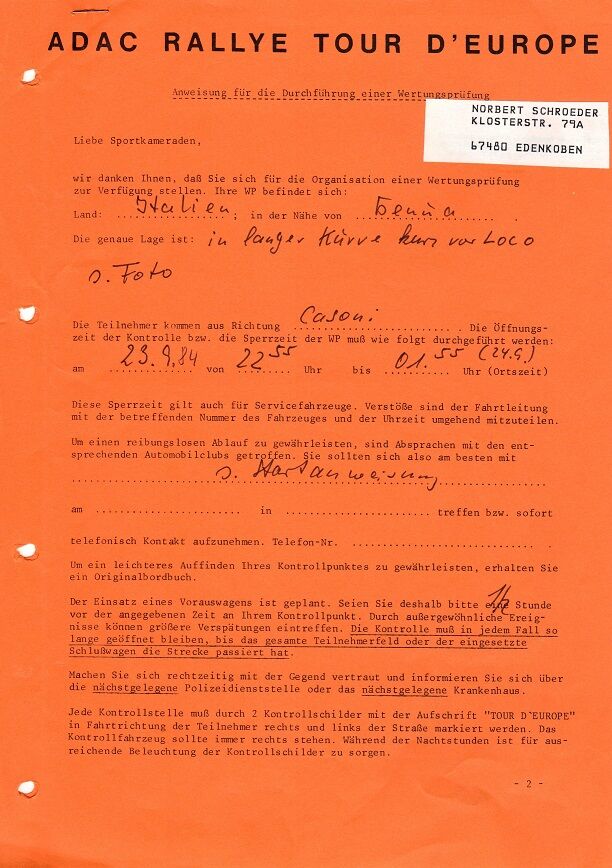 ADAC RALLYE TOUR D'EUROPE
Anweisung für die Durchführung einer Wertungsprüfung
NORBERT SCHROEDER
KLOSTERSTR. 79A
67480 EDENKOBEN
Liebe Sportkameraden,
wir danken Ihnen, daß Sie sich für die Organisation einer Wertungsprüfung
zur Verfügung stellen. Ihre WP befindet sich:
Land: Italien ; in der Nähe von Genua .
Die genaue Lage ist: in langer Kurve kurz vor Loco
s. Foto
Die Teilnehmer kommen aus Richtung Casoni . Die Öffnungs-
zeit der Kontrolle bzw. die Sperrzeit der WP muß wie folgt durchgeführt werden:
am 23.9.84 von 22 55 Uhr bis 01.55 (24.9.) Uhr (Ortszeit)
Diese Sperrzeit gilt auch für Servicefahrzeuge. Verstöße sind der Fahrtleitung
mit der betreffenden Nummer des Fahrzeuges und der Uhrzeit umgehend mitzuteilen.
Um einen reibungslosen Ablauf zu gewährleisten, sind Absprachen mit den ent-
sprechenden Automobilclubs getroffen. Sie sollten sich also am besten mit
s. Startanweisung
am ........................ in ........................ treffen bzw. sofort
telefonisch Kontakt aufzunehmen. Telefon-Nr. .............................. .
Um ein leichteres Auffinden Ihres Kontrollpunktes zu gewährleisten, erhalten Sie
ein Originalbordbuch.
Der Einsatz eines Vorauswagens ist geplant. Seien Sie deshalb bitte eine Stunde
vor der angegebenen Zeit an Ihrem Kontrollpunkt. Durch außergewöhnliche Ereig-
nisse können größere Verspätungen eintreffen. Die Kontrolle muß in jedem Fall so
lange geöffnet bleiben, bis das gesamte Teilnehmerfeld oder der eingesetzte
Schlußwagen die Strecke passiert hat.
Machen Sie sich rechtzeitig mit der Gegend vertraut und informieren Sie sich über
die nächstgelegene Polizeidienststelle oder das nächstgelegene Krankenhaus.
Jede Kontrollstelle muß durch 2 Kontrollschilder mit der Aufschrift "TOUR D`EUROPE"
in Fahrtrichtung der Teilnehmer rechts und links der Straße markiert werden. Das
Kontrollfahrzeug sollte immer rechts stehen. Während der Nachtstunden ist für aus-
reichende Beleuchtung der Kontrollschilder zu sorgen.
- 2 -